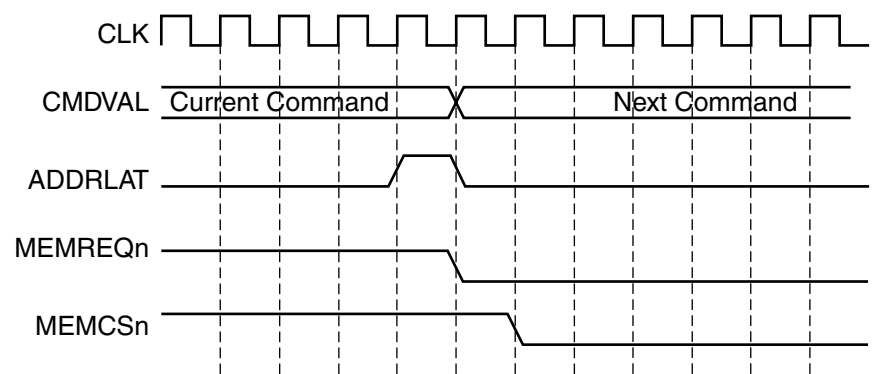 CLK
CMDVAL Current Command Next Command
ADDRLAT
MEMREQn
MEMCSn